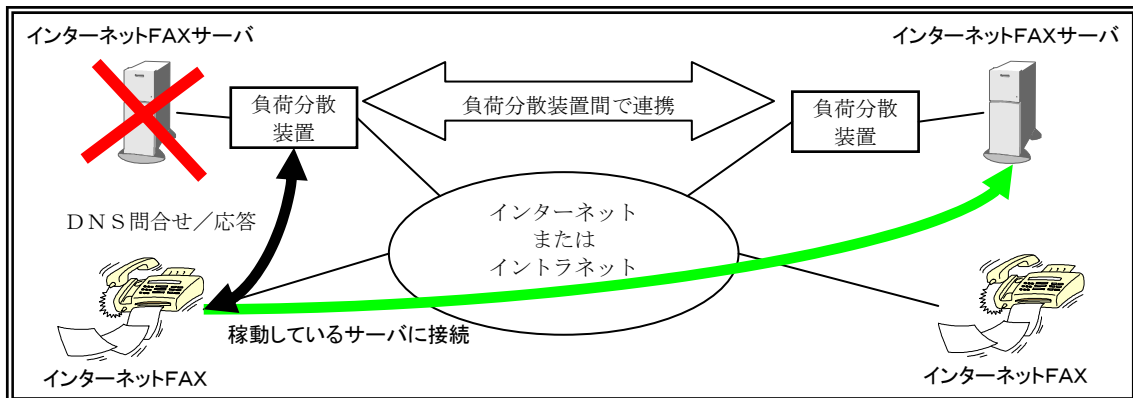 インターネットFAXサーバ
インターネットFAXサーバ
負荷分散
装置
負荷分散装置間で連携
負荷分散
装置
DNS問合せ/応答
インターネット
または
イントラネット
稼動しているサーバに接続
インターネットFAX
インターネットFAX